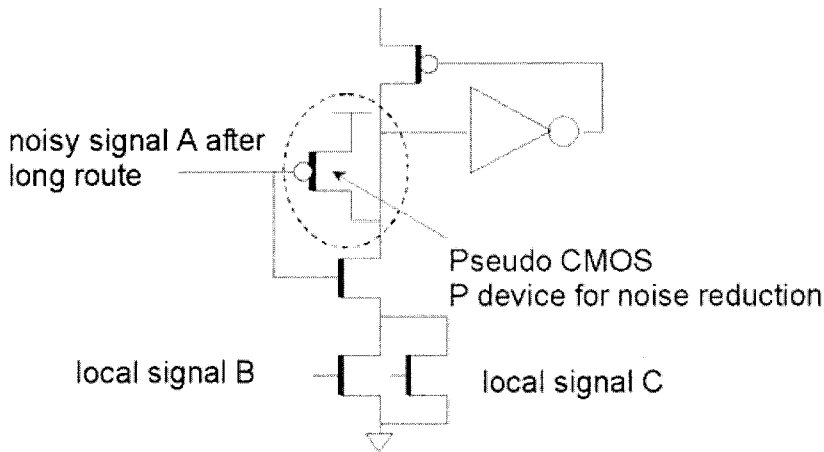 noisy signal A after
long route
Pseudo CMOS
P device for noise reduction
local signal B
local signal C